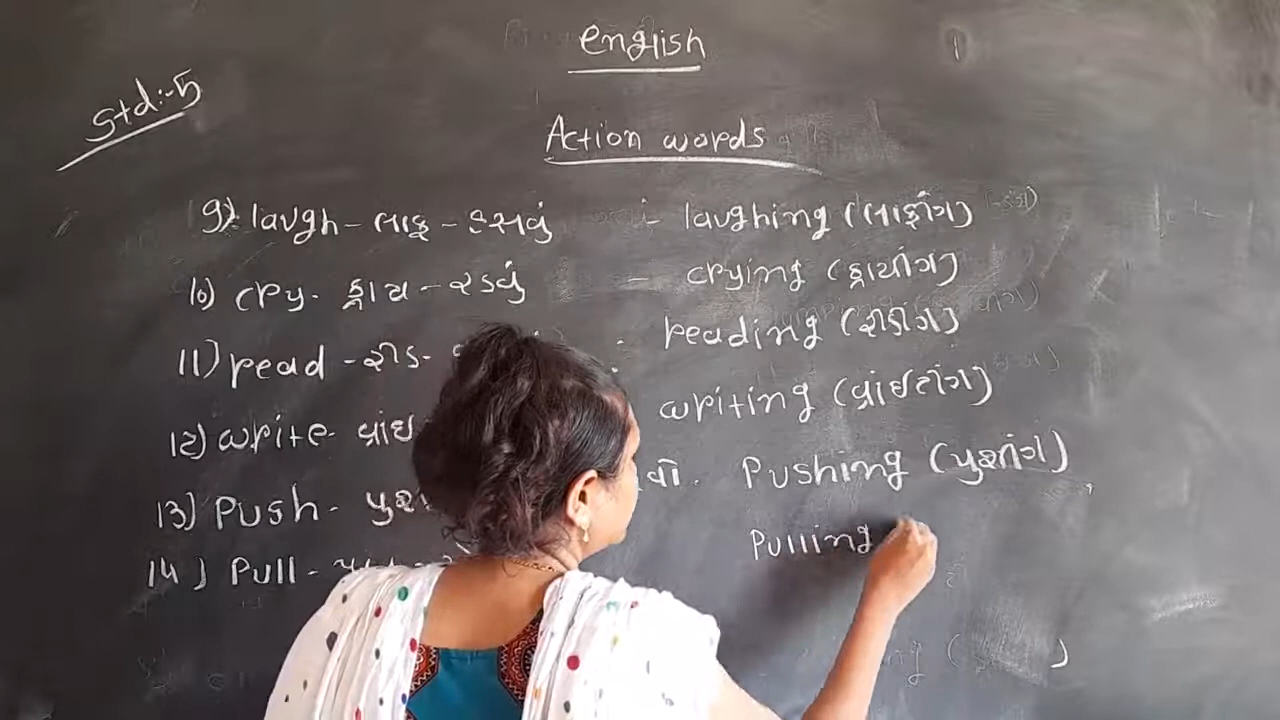 English
Std:-5
Action words
9) laugh - લાફ - હસવું - laughing (લાફીંગ)
10) cry - ક્રાય - રડવું - crying (ક્રાયીંગ)
11) read - રીડ - reading (રીડીંગ)
12) write - writing (રાઇટીંગ)
13) Push - Pushing (પુશીંગ)
14) Pull - Pulling